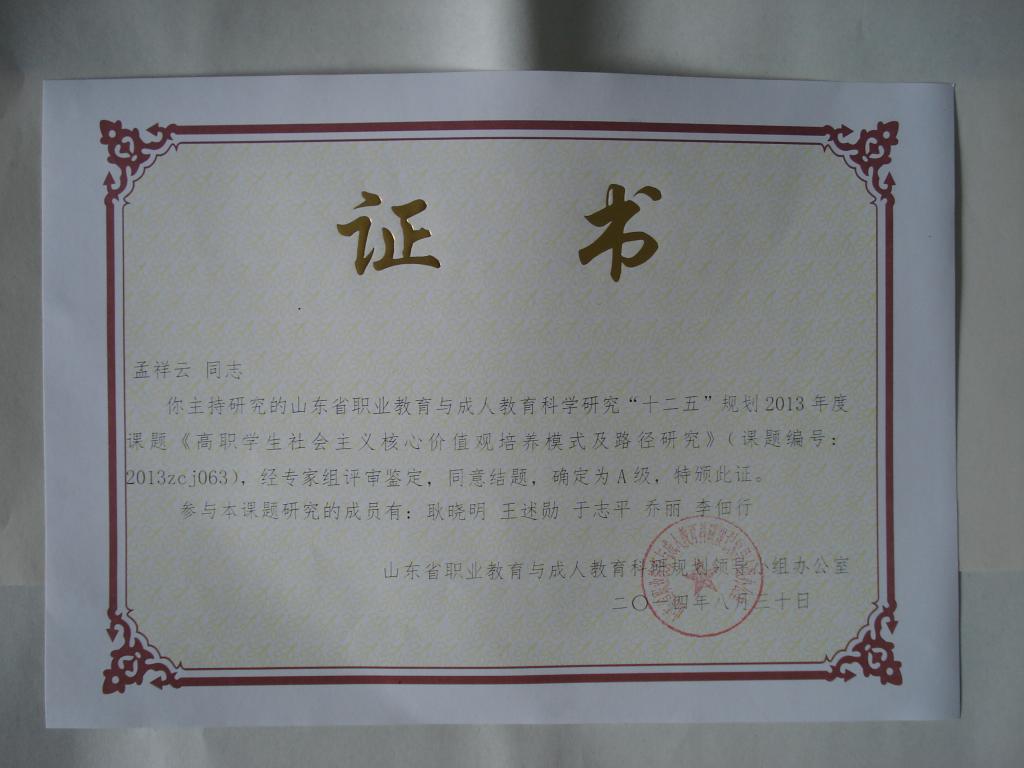 证 书
孟祥云 同志
你主持研究的山东省职业教育与成人教育科学研究“十二五”规划2013年度
课题《高职学生社会主义核心价值观培养模式及路径研究》(课题编号:
2013zcj063),经专家组评审鉴定,同意结题,确定为A级,特颁此证。
参与本课题研究的成员有:耿晓明 王述勋 于志平 乔丽 李佃行
山东省职业教育与成人教育科研规划领导小组办公室
二〇一四年八月三十日